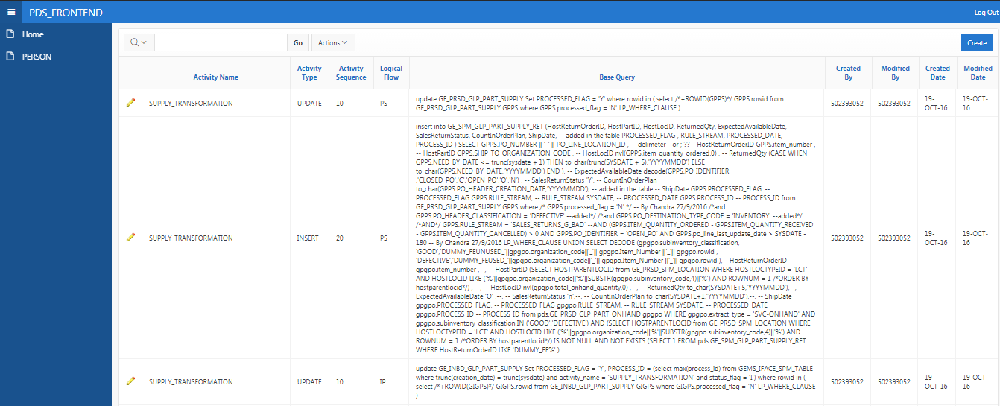 PDS_FRONTEND
Log Out
Home
PERSON
Go
Actions
Create
Activity Name
Activity
Type
Activity
Sequence
Logical
Flow
Base Query
Created
By
Modified
By
Created
Date
Modified
Date
SUPPLY_TRANSFORMATION
UPDATE
10
PS
update GE_PRSD_GLP_PART_SUPPLY Set PROCESSED_FLAG = 'Y' where rowid in ( select /*+ROWID(GPPS)*/ GPPS.rowid from
GE_PRSD_GLP_PART_SUPPLY GPPS where GPPS.processed_flag = 'N' LP_WHERE_CLAUSE )
502393052
502393052
19-
OCT-16
19-OCT-
16
SUPPLY_TRANSFORMATION
INSERT
20
PS
insert into GE_SPM_GLP_PART_SUPPLY_RET (HostReturnOrderID, HostPartID, HostLocID, ReturnedQty, ExpectedAvailableDate,
SalesReturnStatus, CountInOrderPlan, ShipDate, -- added in the table PROCESSED_FLAG , RULE_STREAM, PROCESSED_DATE,
PROCESS_ID ) SELECT GPPS.PO_NUMBER || '-' || PO_LINE_LOCATION_ID , -- delimeter - or ; ?? --HostReturnOrderID GPPS.item_number ,
-- HostPartID GPPS.SHIP_TO_ORGANIZATION_CODE , -- HostLocID nvl(GPPS.item_quantity_ordered,0) , -- ReturnedQty (CASE WHEN
GPPS.NEED_BY_DATE <= trunc(sysdate + 1) THEN to_char(trunc(SYSDATE + 5),'YYYYMMDD') ELSE
to_char(GPPS.NEED_BY_DATE,'YYYYMMDD') END ), -- ExpectedAvailableDate decode(GPPS.PO_IDENTIFIER
,'CLOSED_PO','C','OPEN_PO','O','N') , -- SalesReturnStatus 'Y', -- CountInOrderPlan
to_char(GPPS.PO_HEADER_CREATION_DATE,'YYYYMMDD'), -- added in the table -- ShipDate GPPS.PROCESSED_FLAG, --
PROCESSED_FLAG GPPS.RULE_STREAM, -- RULE_STREAM SYSDATE, -- PROCESSED_DATE GPPS.PROCESS_ID -- PROCESS_ID from
GE_PRSD_GLP_PART_SUPPLY GPPS where /* GPPS.processed_flag = 'N' */ -- By Chandra 27/9/2016 /*and
GPPS.PO_HEADER_CLASSIFICATION = 'DEFECTIVE' --added*/ /*and GPPS.PO_DESTINATION_TYPE_CODE = 'INVENTORY' --added*/
/*AND*/ GPPS.RULE_STREAM = 'SALES_RETURNS_G_BAD' --AND (GPPS.ITEM_QUANTITY_ORDERED - GPPS.ITEM_QUANTITY_RECEIVED
- GPPS.ITEM_QUANTITY_CANCELLED) > 0 AND GPPS.PO_IDENTIFIER = 'OPEN_PO' AND GPPS.po_line_last_update_date > SYSDATE -
180 -- By Chandra 27/9/2016 LP_WHERE_CLAUSE UNION SELECT DECODE (gpgpo.subinventory_classification,
'GOOD','DUMMY_FEUNUSED_'||gpgpo.organization_code||'_'|| gpgpo.Item_Number ||'_'|| gpgpo.rowid ,
'DEFECTIVE','DUMMY_FEUSED_'||gpgpo.organization_code||'_'|| gpgpo.Item_Number ||'_'|| gpgpo.rowid ), --HostReturnOrderID
gpgpo.item_number ,--, -- HostPartID (SELECT HOSTPARENTLOCID from GE_PRSD_SPM_LOCATION WHERE HOSTLOCTYPEID = 'LCT'
AND HOSTLOCID LIKE ('%'||gpgpo.organization_code||'%'||SUBSTR(gpgpo.subinventory_code,4)||'%') AND ROWNUM = 1 /*ORDER BY
hostparentlocid*/) ,-- , -- HostLocID nvl(gpgpo.total_onhand_quantity,0) ,--, -- ReturnedQty to_char(SYSDATE+5,'YYYYMMDD'),--, --
ExpectedAvailableDate 'O' ,--, -- SalesReturnStatus 'n',--, -- CountInOrderPlan to_char(SYSDATE+1,'YYYYMMDD'),--, -- ShipDate
gpgpo.PROCESSED_FLAG, -- PROCESSED_FLAG gpgpo.RULE_STREAM, -- RULE_STREAM SYSDATE, -- PROCESSED_DATE
gpgpo.PROCESS_ID -- PROCESS_ID from pds.GE_PRSD_GLP_PART_ONHAND gpgpo WHERE gpgpo.extract_type = 'SVC-ONHAND' AND
gpgpo.subinventory_classification IN ('GOOD','DEFECTIVE') AND (SELECT HOSTPARENTLOCID from GE_PRSD_SPM_LOCATION WHERE
HOSTLOCTYPEID = 'LCT' AND HOSTLOCID LIKE ('%'||gpgpo.organization_code||'%'||SUBSTR(gpgpo.subinventory_code,4)||'%') AND
ROWNUM = 1 /*ORDER BY hostparentlocid*/) IS NOT NULL AND NOT EXISTS (SELECT 1 FROM pds.GE_SPM_GLP_PART_SUPPLY_RET
WHERE HostReturnOrderID LIKE 'DUMMY_FE%' )
502393052
502393052
19-
OCT-16
19-OCT-
16
SUPPLY_TRANSFORMATION
UPDATE
10
IP
update GE_INBD_GLP_PART_SUPPLY Set PROCESSED_FLAG = 'Y', PROCESS_ID = (select max(process_id) from GEMS_IFACE_SPM_TABLE
where trunc(creation_date) = trunc(sysdate) and activity_name = 'SUPPLY_TRANSFORMATION' and status_flag = 'I') where rowid in (
select /*+ROWID(GIGPS)*/ GIGPS.rowid from GE_INBD_GLP_PART_SUPPLY GIGPS where GIGPS.processed_flag = 'N' LP_WHERE_CLAUSE
)
502393052
502393052
19-
OCT-16
19-OCT-
16